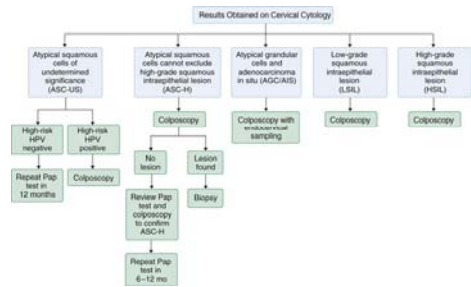 Results Obtained on Cervical Cytology
Atypical squamous
cells of
undetermined
significance
(ASC-US)
Atypical squamous
cells cannot exclude
high-grade squamous
intraepithelial lesion
(ASC-H)
Atypical grandular
cells and
adenocarcinoma
in situ (AGC/AIS)
Low-grade
squamous
intraepithelial
lesion
(LSIL)
High-grade
squamous
intraepithelial
lesion
(HSIL)
High-risk
HPV
negative
High-risk
HPV
positive
Colposcopy
Colposcopy with
sampling
Colposcopy
Colposcopy
Repeat Pap
test in
12 months
Colposcopy
No
lesion
Lesion
found
Review Pap
test and
colposcopy
to confirm
ASC-H
Biopsy
Repeat Pap
test in
6–12 mo